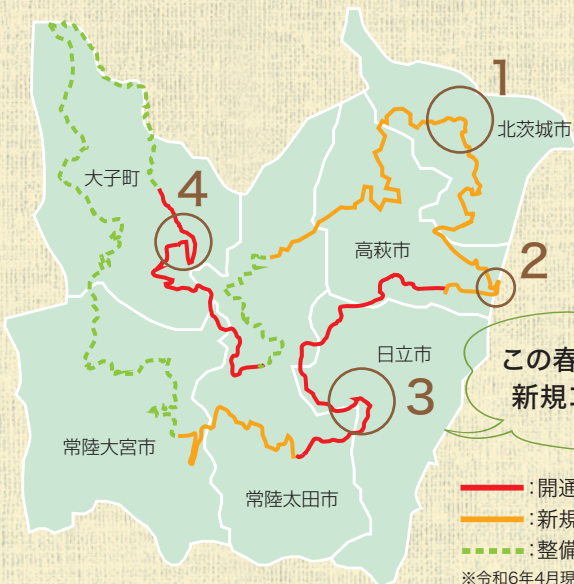 1
北茨城市
大子町
4
高萩市
2
この春
新規コ
日立市
3
常陸大宮市
常陸太田市
:開通
:新規
:整備
※令和6年4月現